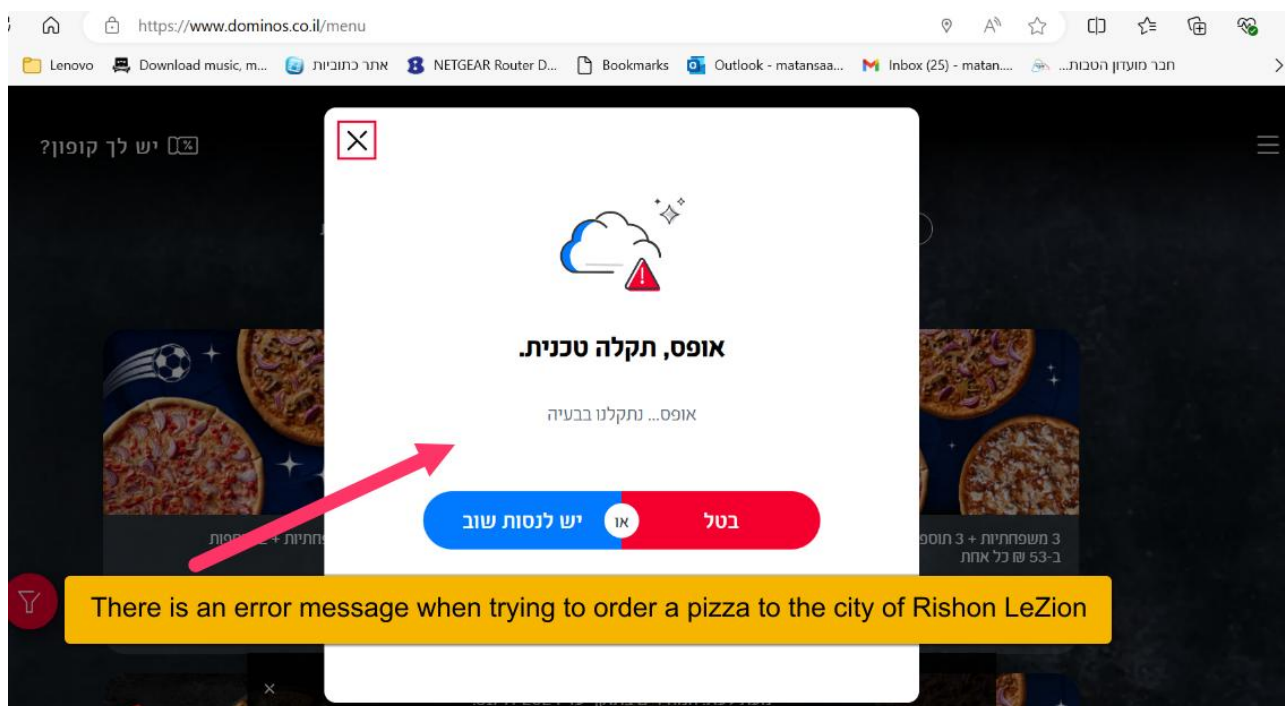 https://www.dominos.co.il/menu
Lenovo Download music, m... אתר כתוביות NETGEAR Router D... Bookmarks Outlook - matansaa... Inbox (25) - matan.... חבר מועדון הטבות...
יש לך קופון?
אופס, תקלה טכנית.
אופס... נתקלנו בבעיה
בטל או יש לנסות שוב
3 משפחתיות + 3 תוספ
ב-53 ₪ כל אחת
There is an error message when trying to order a pizza to the city of Rishon LeZion